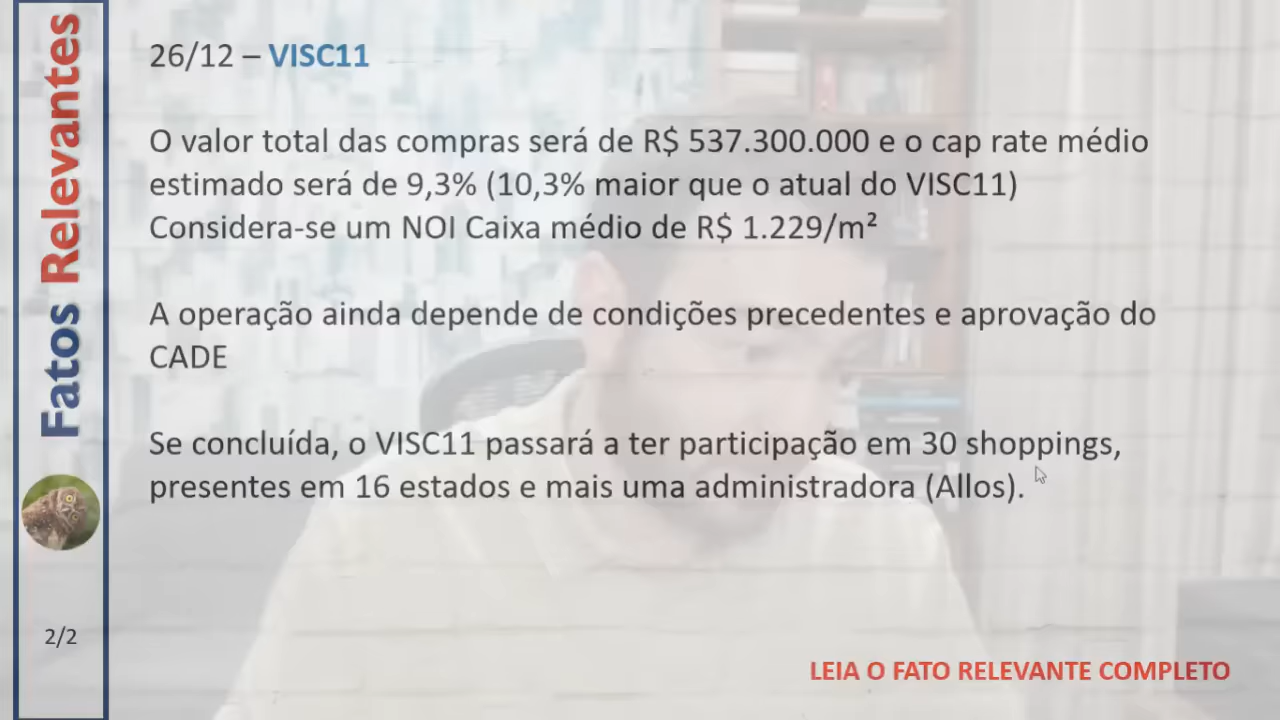 Fatos Relevantes
26/12 – VISC11
O valor total das compras será de R$ 537.300.000 e o cap rate médio
estimado será de 9,3% (10,3% maior que o atual do VISC11)
Considera-se um NOI Caixa médio de R$ 1.229/m²
A operação ainda depende de condições precedentes e aprovação do
CADE
Se concluída, o VISC11 passará a ter participação em 30 shoppings,
presentes em 16 estados e mais uma administradora (Allos).
2/2
LEIA O FATO RELEVANTE COMPLETO